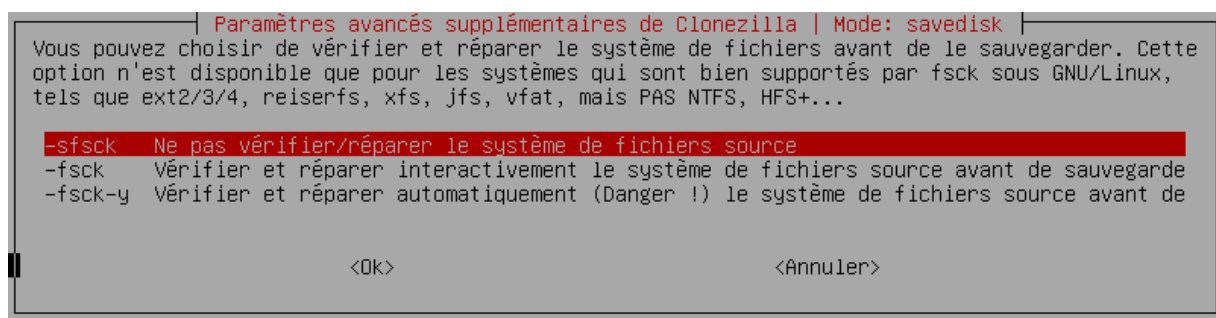 Paramètres avancés supplémentaires de Clonezilla | Mode: savedisk
Vous pouvez choisir de vérifier et réparer le système de fichiers avant de le sauvegarder. Cette
option n'est disponible que pour les systèmes qui sont bien supportés par fsck sous GNU/Linux,
tels que ext2/3/4, reiserfs, xfs, jfs, vfat, mais PAS NTFS, HFS+...
-sfsck Ne pas vérifier/réparer le système de fichiers source
-fsck Vérifier et réparer interactivement le système de fichiers source avant de sauvegarde
-fsck-y Vérifier et réparer automatiquement (Danger !) le système de fichiers source avant de
<Ok> <Annuler>